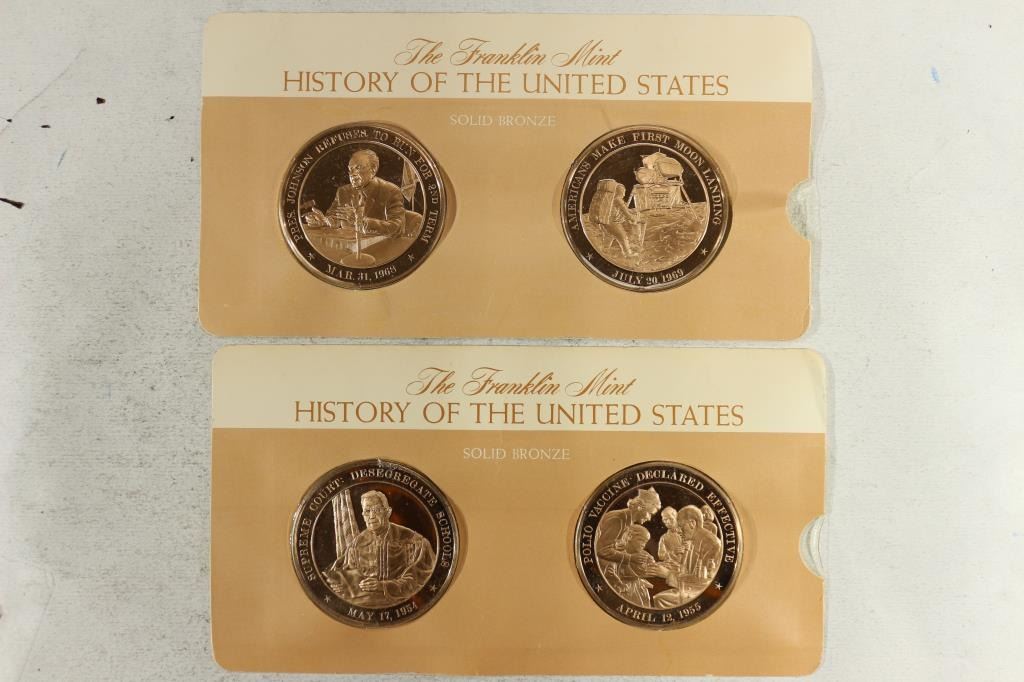 The Franklin Mint
HISTORY OF THE UNITED STATES
SOLID BRONZE
PRES. JOHNSON REFUSES TO RUN FOR 2ND TERM
MAR. 31, 1968
AMERICANS MAKE FIRST MOON LANDING
JULY 20 1969
The Franklin Mint
HISTORY OF THE UNITED STATES
SOLID BRONZE
SUPREME COURT: DESEGREGATE SCHOOLS
MAY 17, 1954
POLIO VACCINE DECLARED EFFECTIVE
APRIL 12, 1955